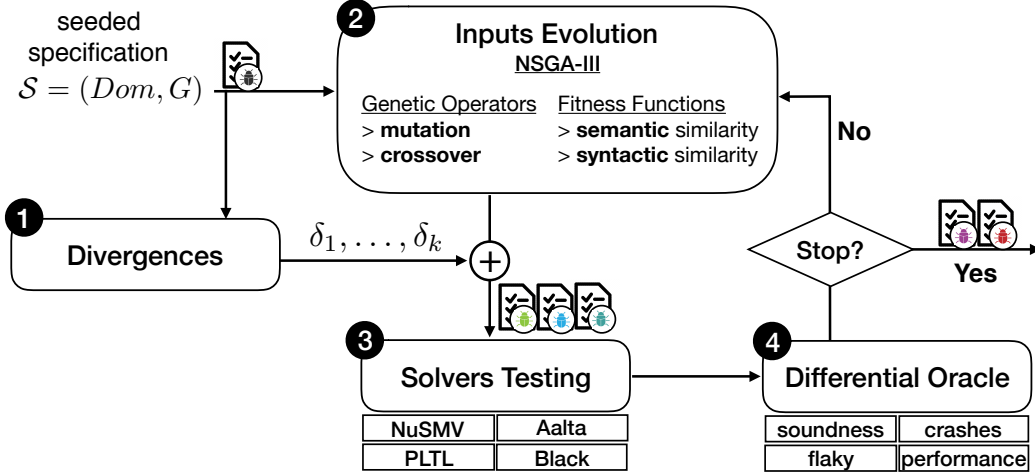 seeded
specification
S = (Dom, G)
2
Inputs Evolution
NSGA-III
Genetic Operators
> mutation
> crossover
Fitness Functions
> semantic similarity
> syntactic similarity
No
1
Divergences
δ₁, . . . , δₖ
+
Stop?
Yes
3
Solvers Testing
NuSMV
Aalta
PLTL
Black
4
Differential Oracle
soundness
crashes
flaky
performance